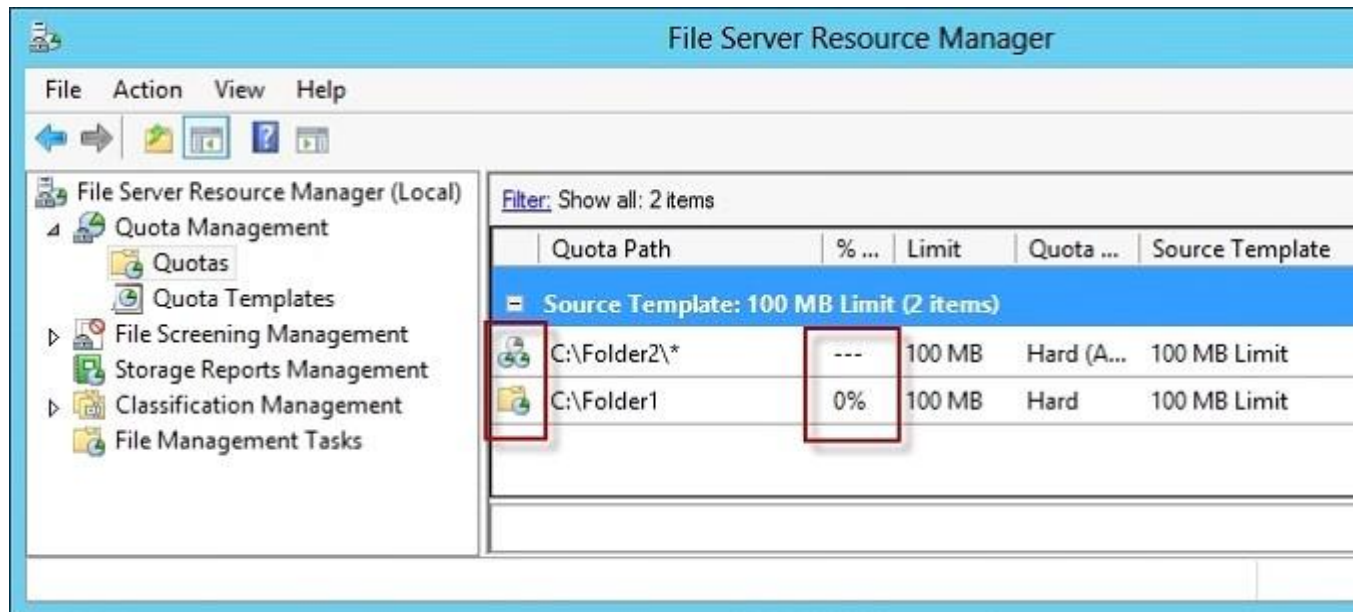 File Server Resource Manager
File Action View Help
File Server Resource Manager (Local)
Quota Management
Quotas
Quota Templates
File Screening Management
Storage Reports Management
Classification Management
File Management Tasks
Filter: Show all: 2 items
Quota Path % ... Limit Quota ... Source Template
Source Template: 100 MB Limit (2 items)
C:\Folder2\* --- 100 MB Hard (A... 100 MB Limit
C:\Folder1 0% 100 MB Hard 100 MB Limit